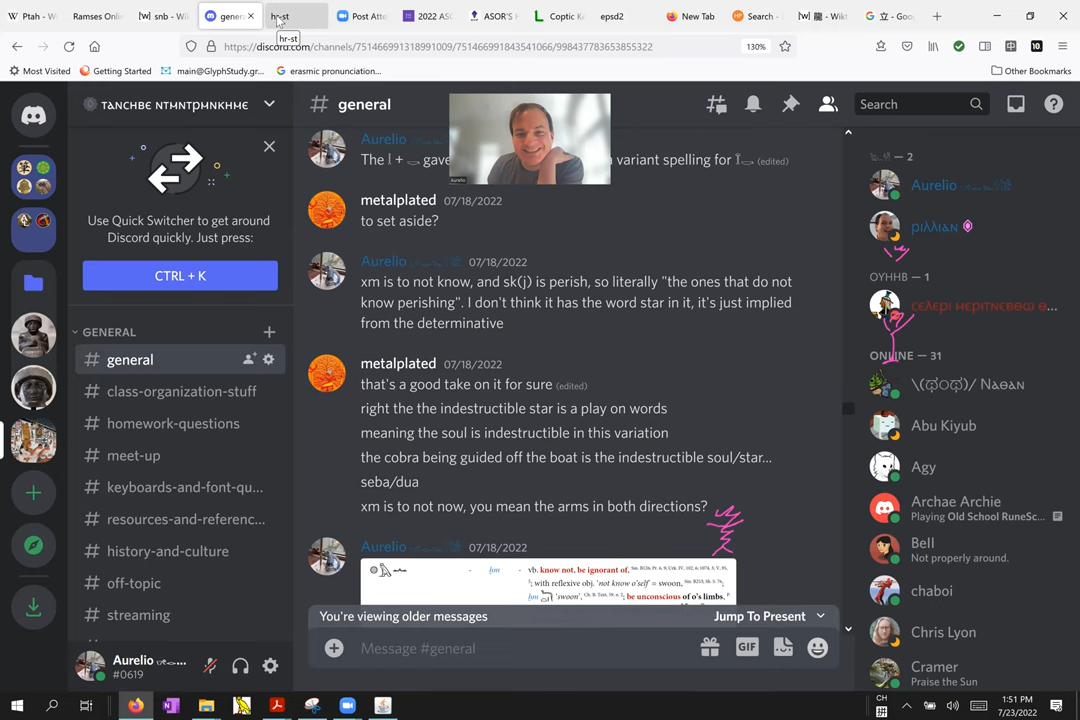 Ptah - W
Ramses Onli
snb - Wi
gener
hr-st
Post Atte
2022 ASO
ASOR's F
Coptic Ke
epsd2
New Tab
Search -
龍 - Wikt
立 - Goo
hr-st
https://discord.com/channels/751466991318991009/751466991843541066/998437783653855322
130%
Most Visited
Getting Started
main@GlyphStudy.gr...
erasmic pronunciation...
Other Bookmarks
general
Search
Use Quick Switcher to get around
Discord quickly. Just press:
CTRL + K
GENERAL
general
class-organization-stuff
homework-questions
meet-up
keyboards-and-font-qu...
resources-and-referenc...
history-and-culture
off-topic
streaming
Aurelio
#0619
Aurelio
variant spelling for
(edited)
metalplated 07/18/2022
to set aside?
Aurelio 07/18/2022
xm is to not know, and sk(j) is perish, so literally "the ones that do not
know perishing". I don't think it has the word star in it, it's just implied
from the determinative
metalplated 07/18/2022
that's a good take on it for sure (edited)
right the the indestructible star is a play on words
meaning the soul is indestructible in this variation
the cobra being guided off the boat is the indestructible soul/star...
seba/dua
xm is to not now, you mean the arms in both directions?
Aurelio 07/18/2022
ḫm vb. know not, be ignorant of,
with reflexive obj. 'not know o'self = swoon,
ḫm 'swoon', be unconscious of o's limbs,
You're viewing older messages
Jump To Present
Message #general
Aurelio
ⲣⲓⲗⲗⲓⲁⲛ
ⲟⲩⲏⲏⲃ — 1
ONLINE — 31
Abu Kiyub
Agy
Archae Archie
Playing Old School RuneSc...
Bell
Not properly around.
chaboi
Chris Lyon
Cramer
Praise the Sun
CH
1:51 PM
7/23/2022